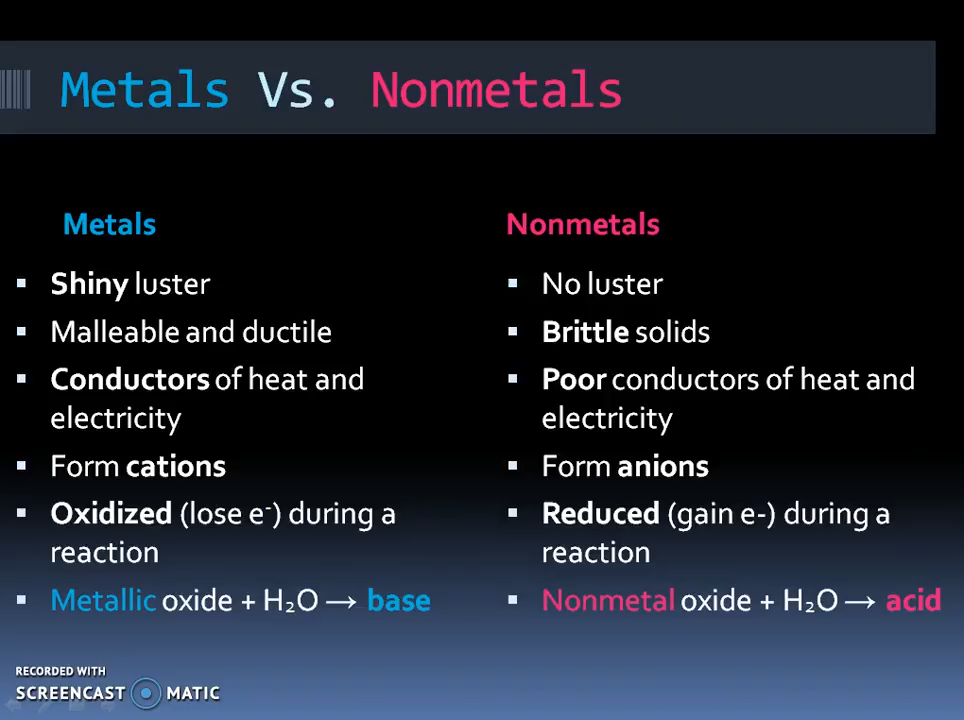 Metals Vs. Nonmetals
Metals
Shiny luster
Malleable and ductile
Conductors of heat and
electricity
Form cations
Oxidized (lose e⁻) during a
reaction
Metallic oxide + H₂O → base
Nonmetals
No luster
Brittle solids
Poor conductors of heat and
electricity
Form anions
Reduced (gain e-) during a
reaction
Nonmetal oxide + H₂O → acid
RECORDED WITH
SCREENCAST MATIC